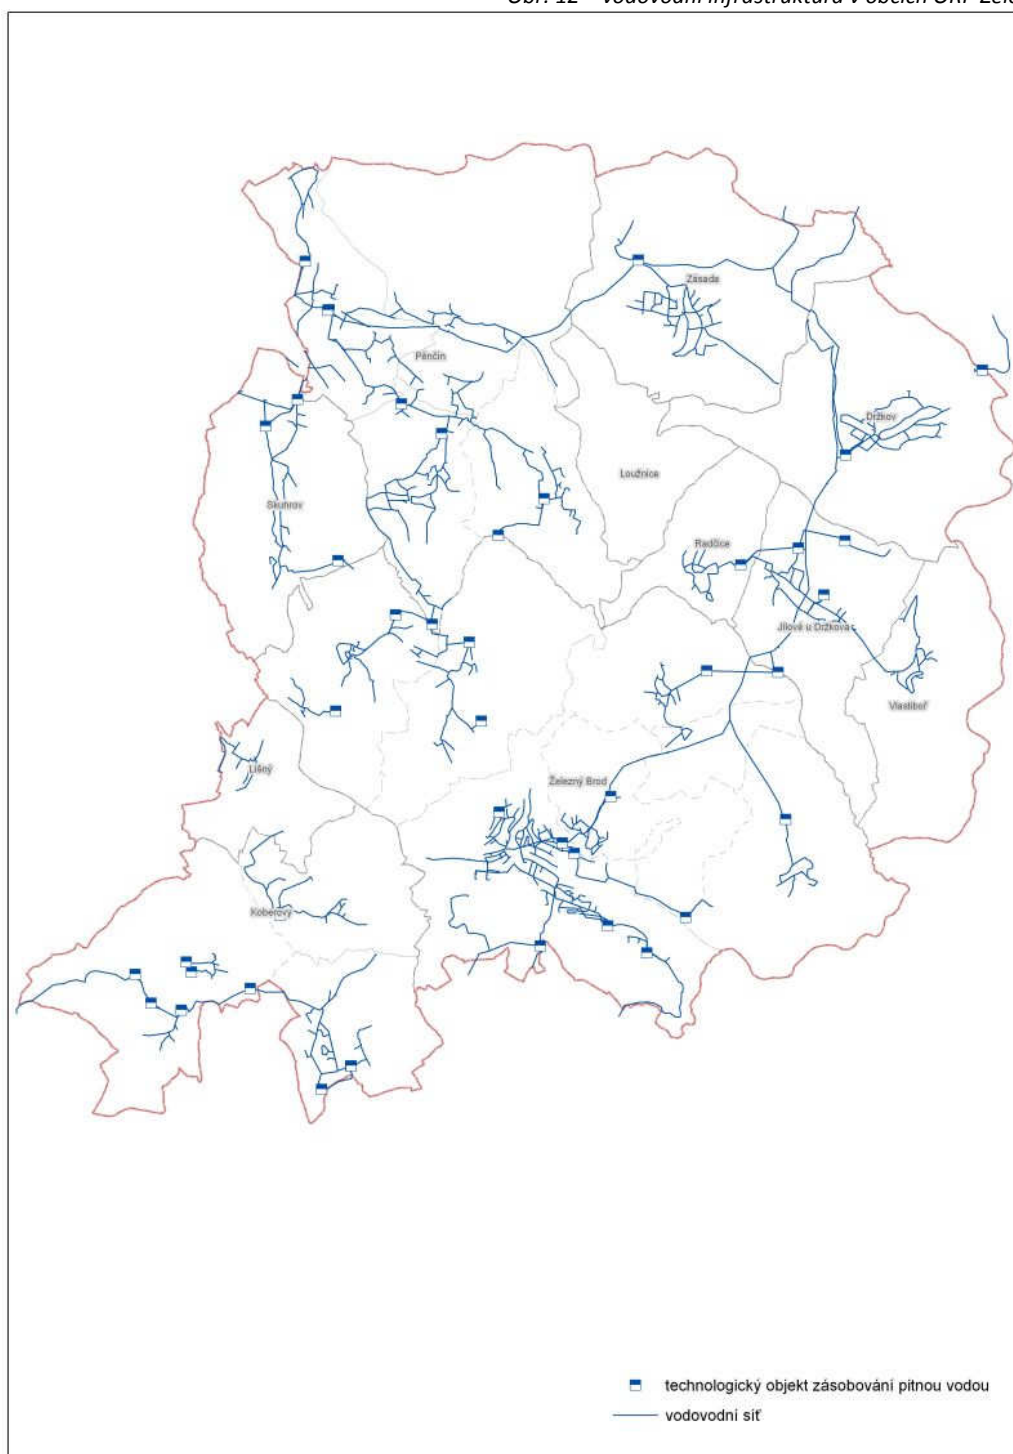 Obr. 12 – Vodovodní infrastruktura v obcích ORP
Zásada
Pěnčín
Držkov
Loužnice
Skuhrov
Radčice
Jílové u Držkova
Vlastiboř
Líšný
Železný Brod
Koberovy
technologický objekt zásobování pitnou vodou
vodovodní síť